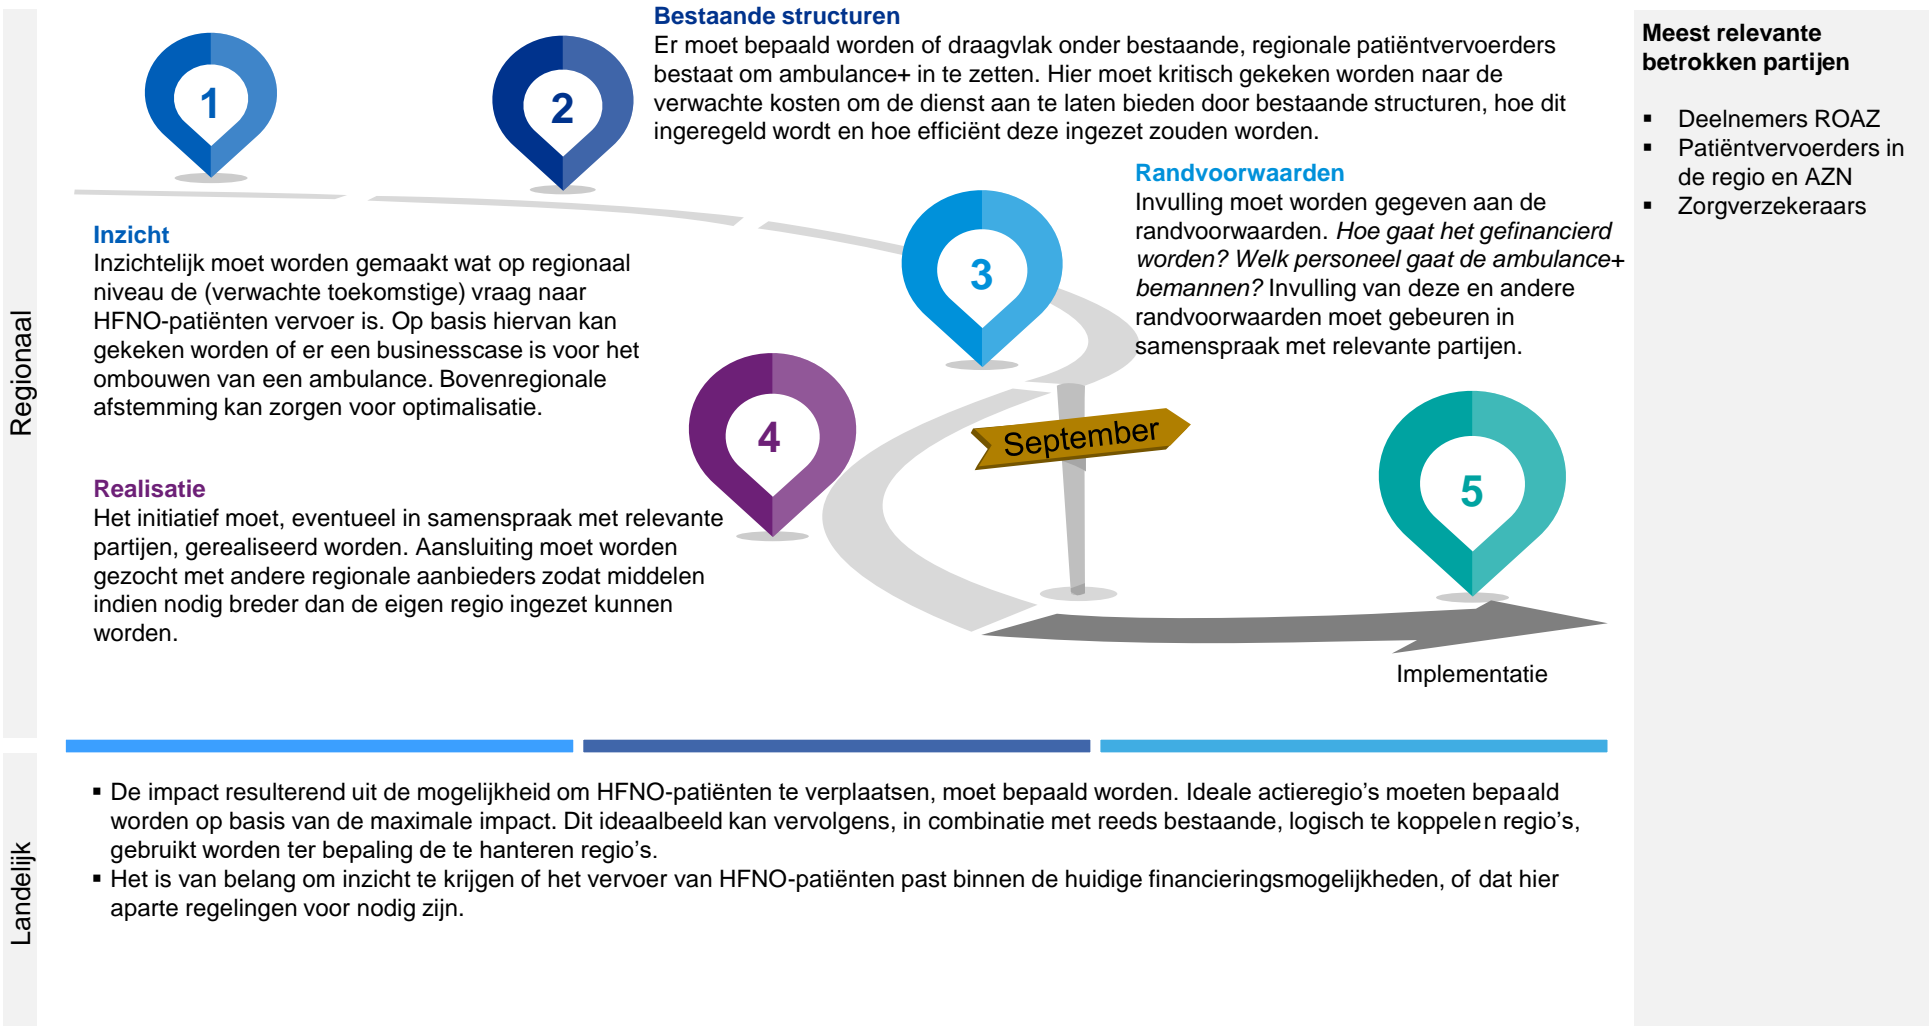 Regionaal
1
2
Bestaande structuren
Er moet bepaald worden of draagvlak onder bestaande, regionale patiëntvervoerders
bestaat om ambulance+ in te zetten. Hier moet kritisch gekeken worden naar de
verwachte kosten om de dienst aan te laten bieden door bestaande structuren, hoe dit
ingeregeld wordt en hoe efficiënt deze ingezet zouden worden.
Inzicht
Inzichtelijk moet worden gemaakt wat op regionaal
niveau de (verwachte toekomstige) vraag naar
HFNO-patiënten vervoer is. Op basis hiervan kan
gekeken worden of er een businesscase is voor het
ombouwen van een ambulance. Bovenregionale
afstemming kan zorgen voor optimalisatie.
3
Randvoorwaarden
Invulling moet worden gegeven aan de
randvoorwaarden. Hoe gaat het gefinancierd
worden? Welk personeel gaat de ambulance+
bemannen? Invulling van deze en andere
randvoorwaarden moet gebeuren in
samenspraak met relevante partijen.
4
Realisatie
Het initiatief moet, eventueel in samenspraak met relevante
partijen, gerealiseerd worden. Aansluiting moet worden
gezocht met andere regionale aanbieders zodat middelen
indien nodig breder dan de eigen regio ingezet kunnen
worden.
September
5
Implementatie
Meest relevante
betrokken partijen
▪ Deelnemers ROAZ
▪ Patiëntvervoerders in
de regio en AZN
▪ Zorgverzekeraars
Landelijk
▪ De impact resulterend uit de mogelijkheid om HFNO-patiënten te verplaatsen, moet bepaald worden. Ideale actieregio's moeten bepaald
worden op basis van de maximale impact. Dit ideaalbeeld kan vervolgens, in combinatie met reeds bestaande, logisch te koppelen regio's,
gebruikt worden ter bepaling de te hanteren regio's.
▪ Het is van belang om inzicht te krijgen of het vervoer van HFNO-patiënten past binnen de huidige financieringsmogelijkheden, of dat hier
aparte regelingen voor nodig zijn.